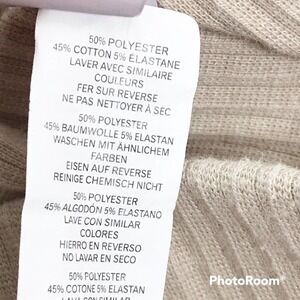 50% POLYESTER
45% COTTON 5% ELASTANE
LAVER AVEC SIMILAIRE
COULEURS
FER SUR REVERSE
NE PAS NETTOYER À SEC
50% POLYESTER
45% BAUMWOLLE 5% ELASTAN
WASCHEN MIT ÄHNLICHEM
FARBEN
EISEN AUF REVERSE
REINIGE CHEMISCH NICHT
50% POLYESTER
45% ALGODÓN 5% ELASTANO
LAVE CON SIMILAR
COLORES
HIERRO EN REVERSO
NO LAVAR EN SECO
50% POLYESTER
45% COTONE 5% ELASTAN
PhotoRoom